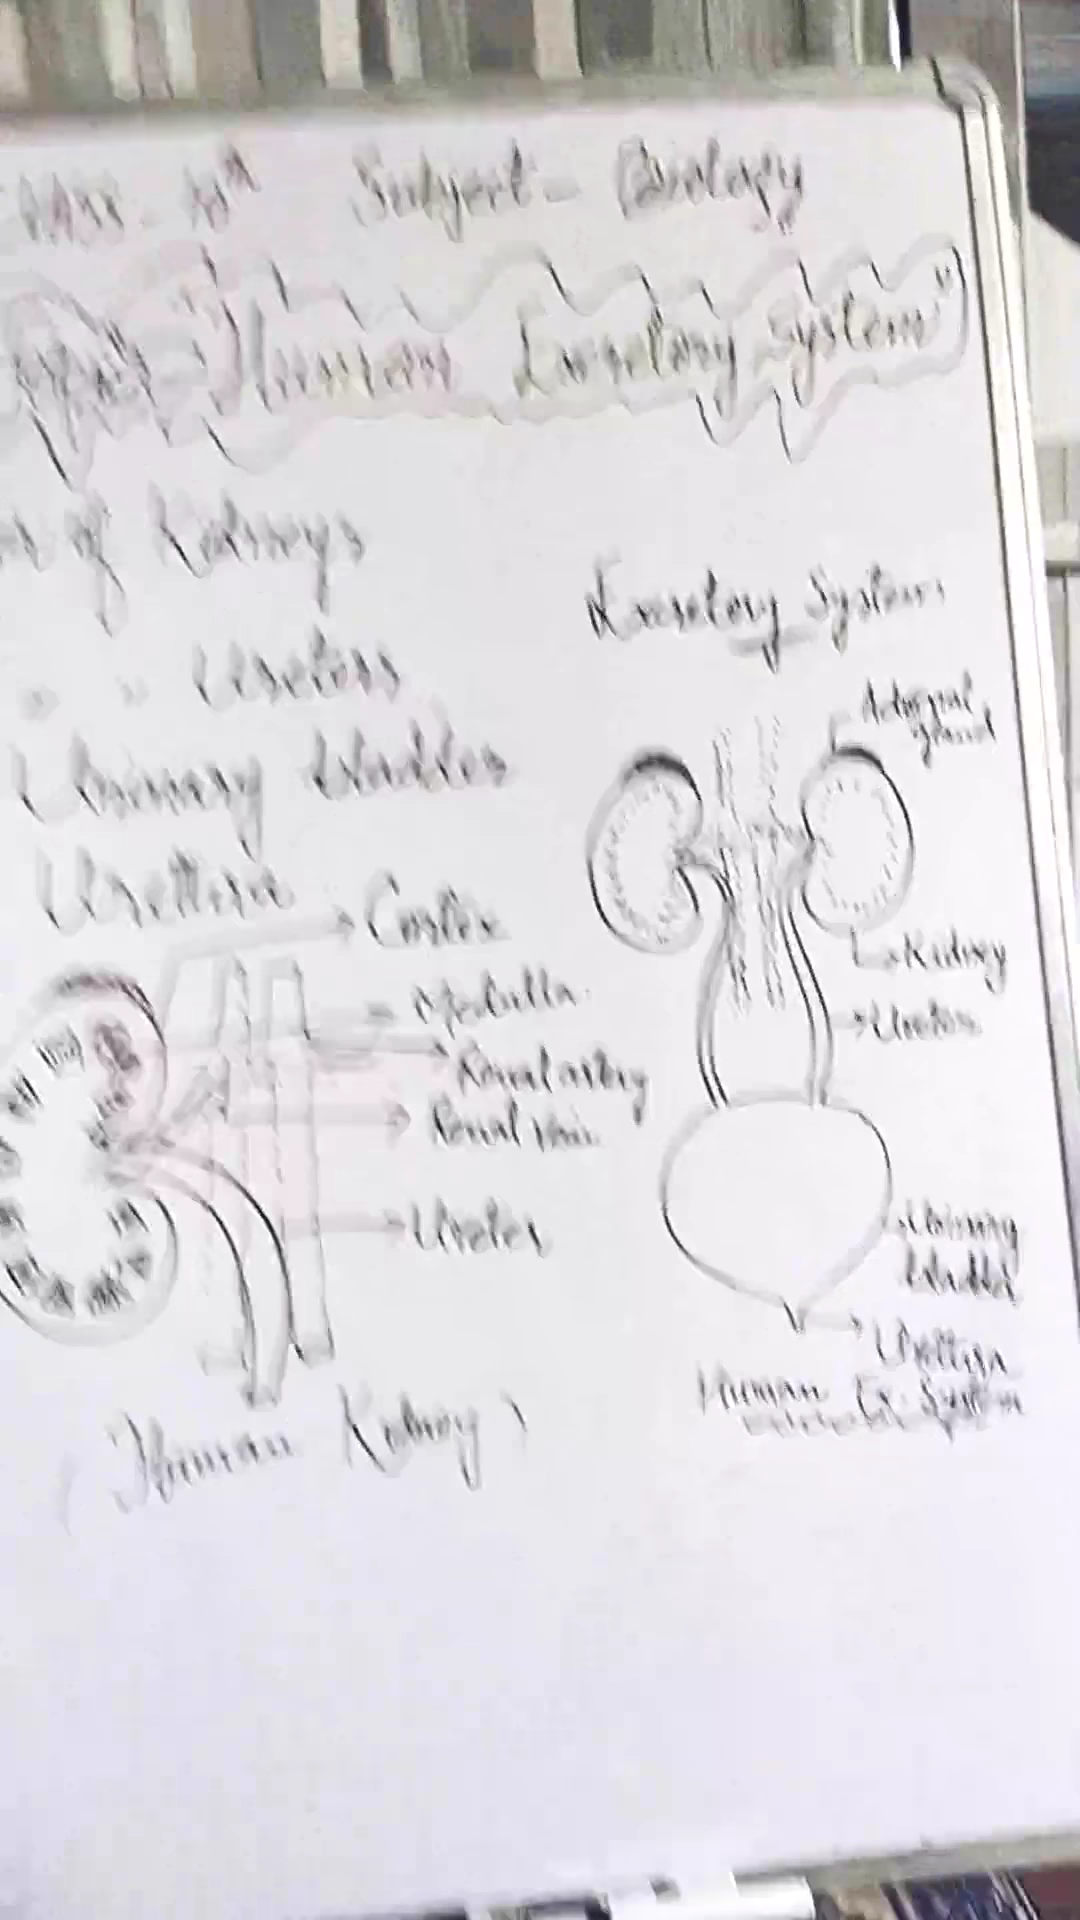 Subject - Biology
Human Excretory System"
of Kidneys
" " Ureters
Urinary bladder
Urethra
Cortex
Medulla
Renal artery
Renal Vein
Ureter
(Human Kidney)
Excretory System
Adrenal
gland
Kidney
Ureter
Urinary
bladder
Urethra
Human Ex. System